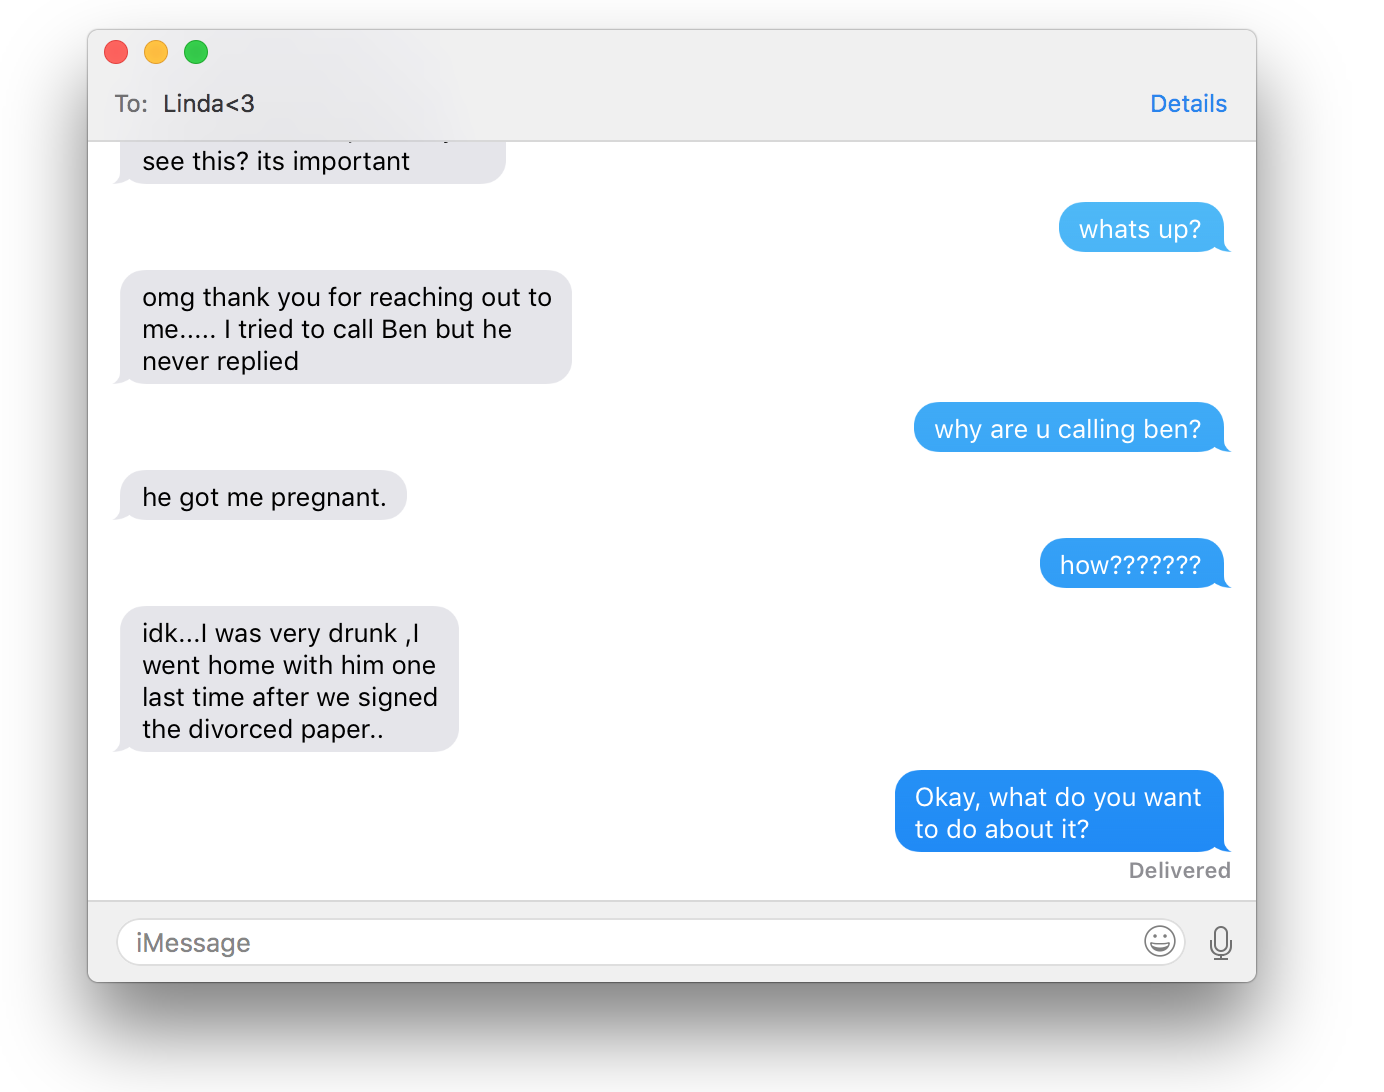 To: Linda<3
Details
see this? its important
whats up?
omg thank you for reaching out to
me..... I tried to call Ben but he
never replied
why are u calling ben?
he got me pregnant.
how???????
idk...I was very drunk ,I
went home with him one
last time after we signed
the divorced paper..
Okay, what do you want
to do about it?
Delivered
iMessage